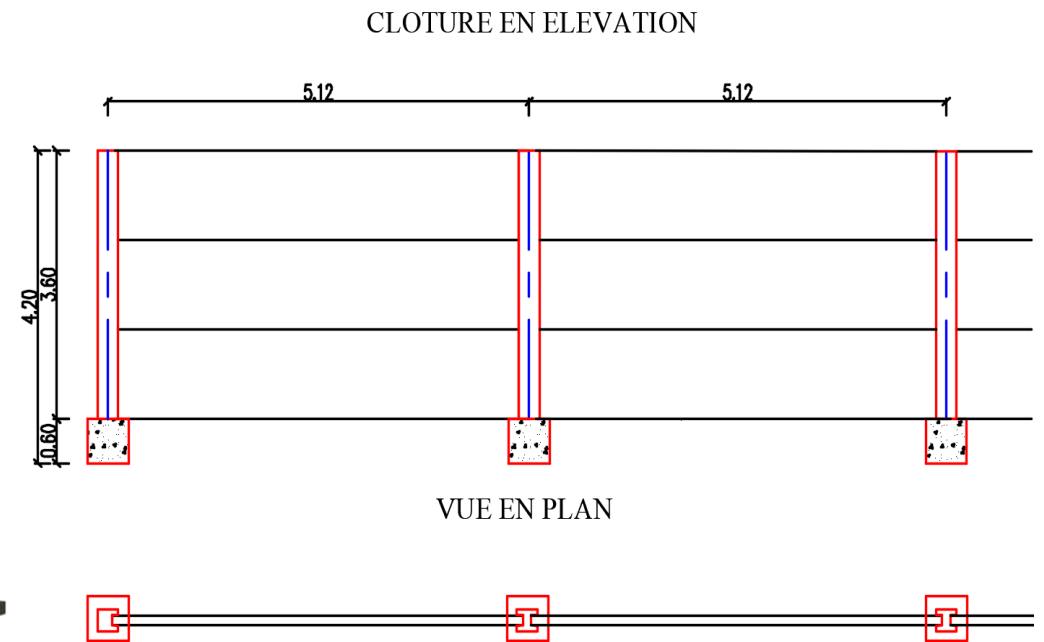 CLOTURE EN ELEVATION
5.12
5.12
4.20
3.60
0.60
VUE EN PLAN